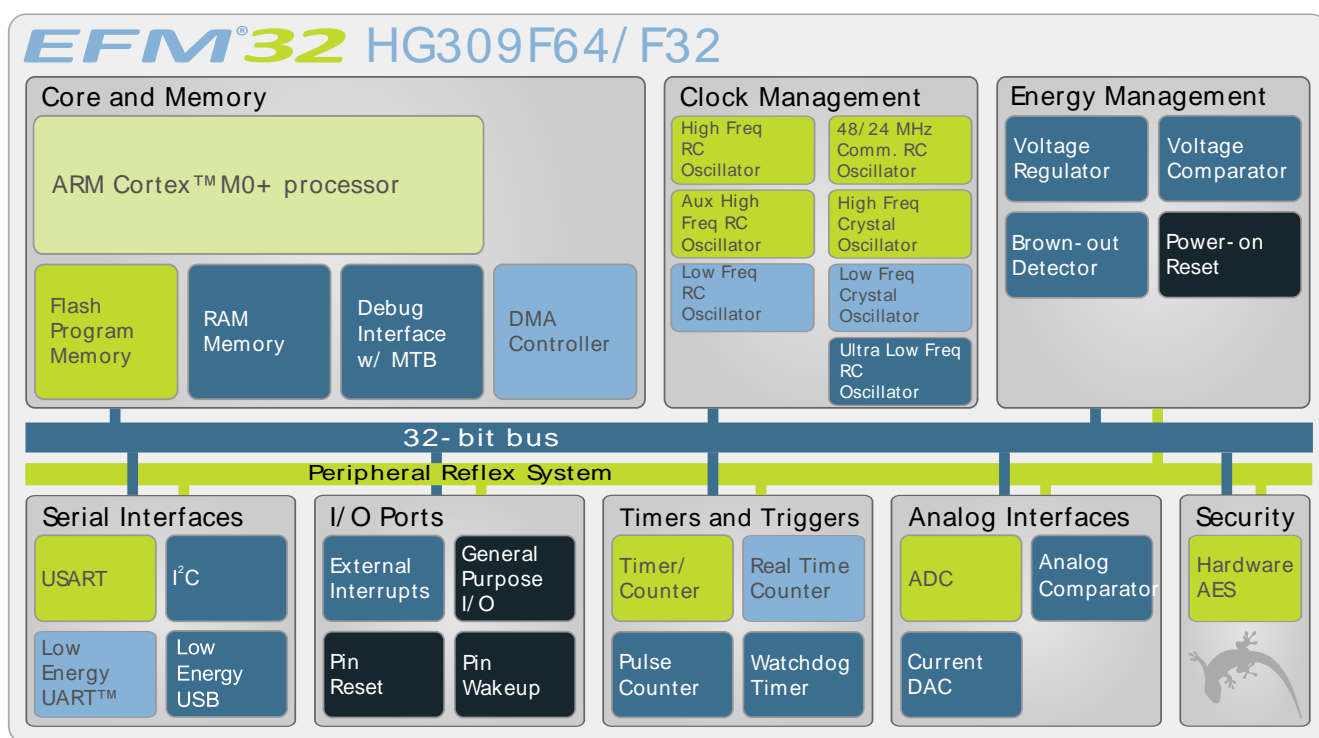 EFM®32 HG309F64/F32
Core and Memory
ARM Cortex™ M0+ processor
Flash
Program
Memory
RAM
Memory
Debug
Interface
w/ MTB
DMA
Controller
Clock Management
High Freq
RC
Oscillator
48/24 MHz
Comm. RC
Oscillator
Aux High
Freq RC
Oscillator
High Freq
Crystal
Oscillator
Low Freq
RC
Oscillator
Low Freq
Crystal
Oscillator
Ultra Low Freq
RC
Oscillator
Energy Management
Voltage
Regulator
Voltage
Comparator
Brown-out
Detector
Power-on
Reset
32-bit bus
Peripheral Reflex System
Serial Interfaces
USART
I²C
Low
Energy
UART™
Low
Energy
USB
I/O Ports
External
Interrupts
General
Purpose
I/O
Pin
Reset
Pin
Wakeup
Timers and Triggers
Timer/
Counter
Real Time
Counter
Pulse
Counter
Watchdog
Timer
Analog Interfaces
ADC
Analog
Comparator
Current
DAC
Security
Hardware
AES